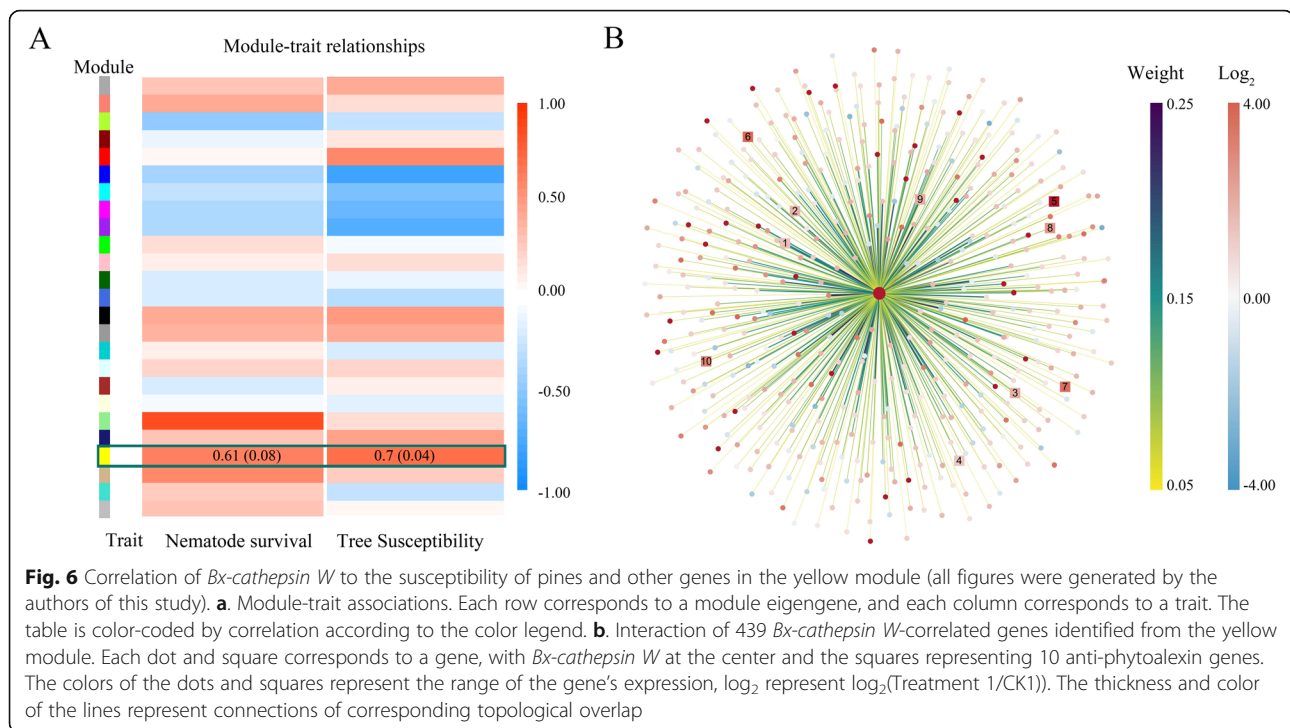 A
Module-trait relationships
Module
1.00
0.50
0.00
-0.50
-1.00
0.61 (0.08)
0.7 (0.04)
Trait
Nematode survival
Tree Susceptibility
B
Weight
Log2
0.25
0.15
0.05
4.00
0.00
-4.00
6
2
9
5
8
1
10
3
7
4
Fig. 6 Correlation of Bx-cathepsin W to the susceptibility of pines and other genes in the yellow module (all figures were generated by the
authors of this study). a. Module-trait associations. Each row corresponds to a module eigengene, and each column corresponds to a trait. The
table is color-coded by correlation according to the color legend. b. Interaction of 439 Bx-cathepsin W-correlated genes identified from the yellow
module. Each dot and square corresponds to a gene, with Bx-cathepsin W at the center and the squares representing 10 anti-phytoalexin genes.
The colors of the dots and squares represent the range of the gene's expression, log2 represent log2(Treatment 1/CK1)). The thickness and color
of the lines represent connections of corresponding topological overlap